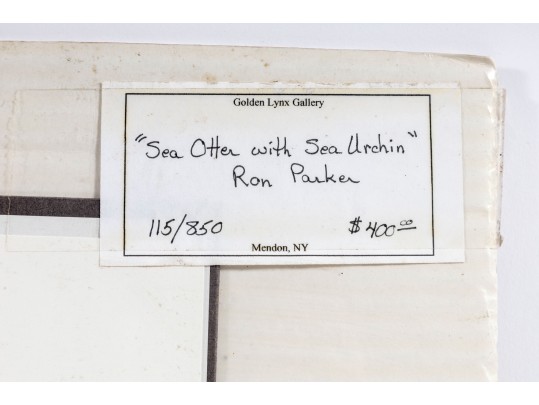 Golden Lynx Gallery
"Sea Otter with Sea Urchin"
Ron Parker
115/850 $400.00
Mendon, NY